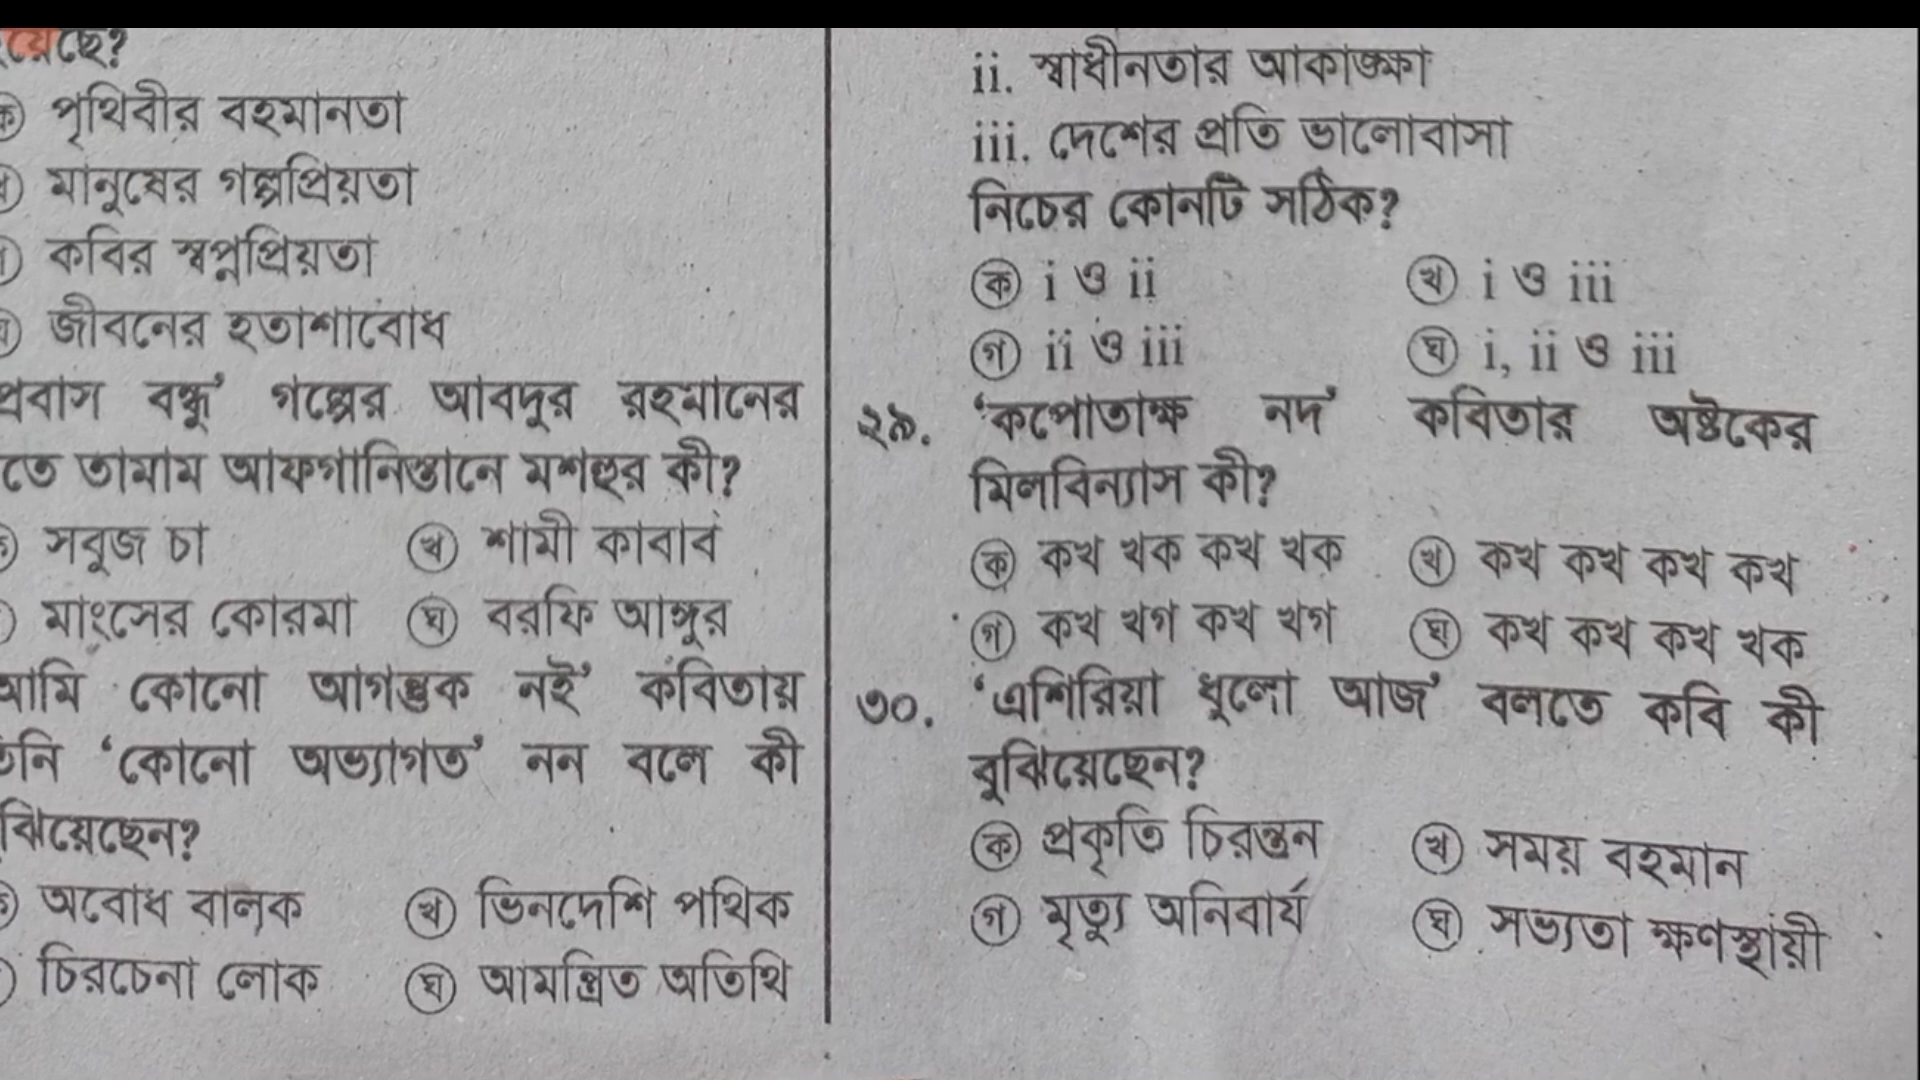 য়েছে?
ক পৃথিবীর বহমানতা
মানুষের গল্পপ্রিয়তা
কবির স্বপ্নপ্রিয়তা
জীবনের হতাশাবোধ
প্রবাস বন্ধু’ গল্পের আবদুর রহমানের
তে তামাম আফগানিস্তানে মশহুর কী?
সবুজ চা খ শামী কাবাব
মাংসের কোরমা ঘ বরফি আঙ্গুর
আমি কোনো আগন্তুক নই’ কবিতায়
তনি ‘কোনো অভ্যাগত’ নন বলে কী
ঝিয়েছেন?
অবোধ বালক খ ভিনদেশি পথিক
চিরচেনা লোক ঘ আমন্ত্রিত অতিথি
ii. স্বাধীনতার আকাঙ্ক্ষা
iii. দেশের প্রতি ভালোবাসা
নিচের কোনটি সঠিক?
ক i ও ii খ i ও iii
গ ii ও iii ঘ i, ii ও iii
২৯. ‘কপোতাক্ষ নদ’ কবিতার অষ্টকের
মিলবিন্যাস কী?
ক কখ খক কখ খক খ কখ কখ কখ কখ
গ কখ খগ কখ খগ ঘ কখ কখ কখ খক
৩০. ‘এশিরিয়া ধুলো আজ’ বলতে কবি কী
বুঝিয়েছেন?
ক প্রকৃতি চিরন্তন খ সময় বহমান
গ মৃত্যু অনিবার্য ঘ সভ্যতা ক্ষণস্থায়ী